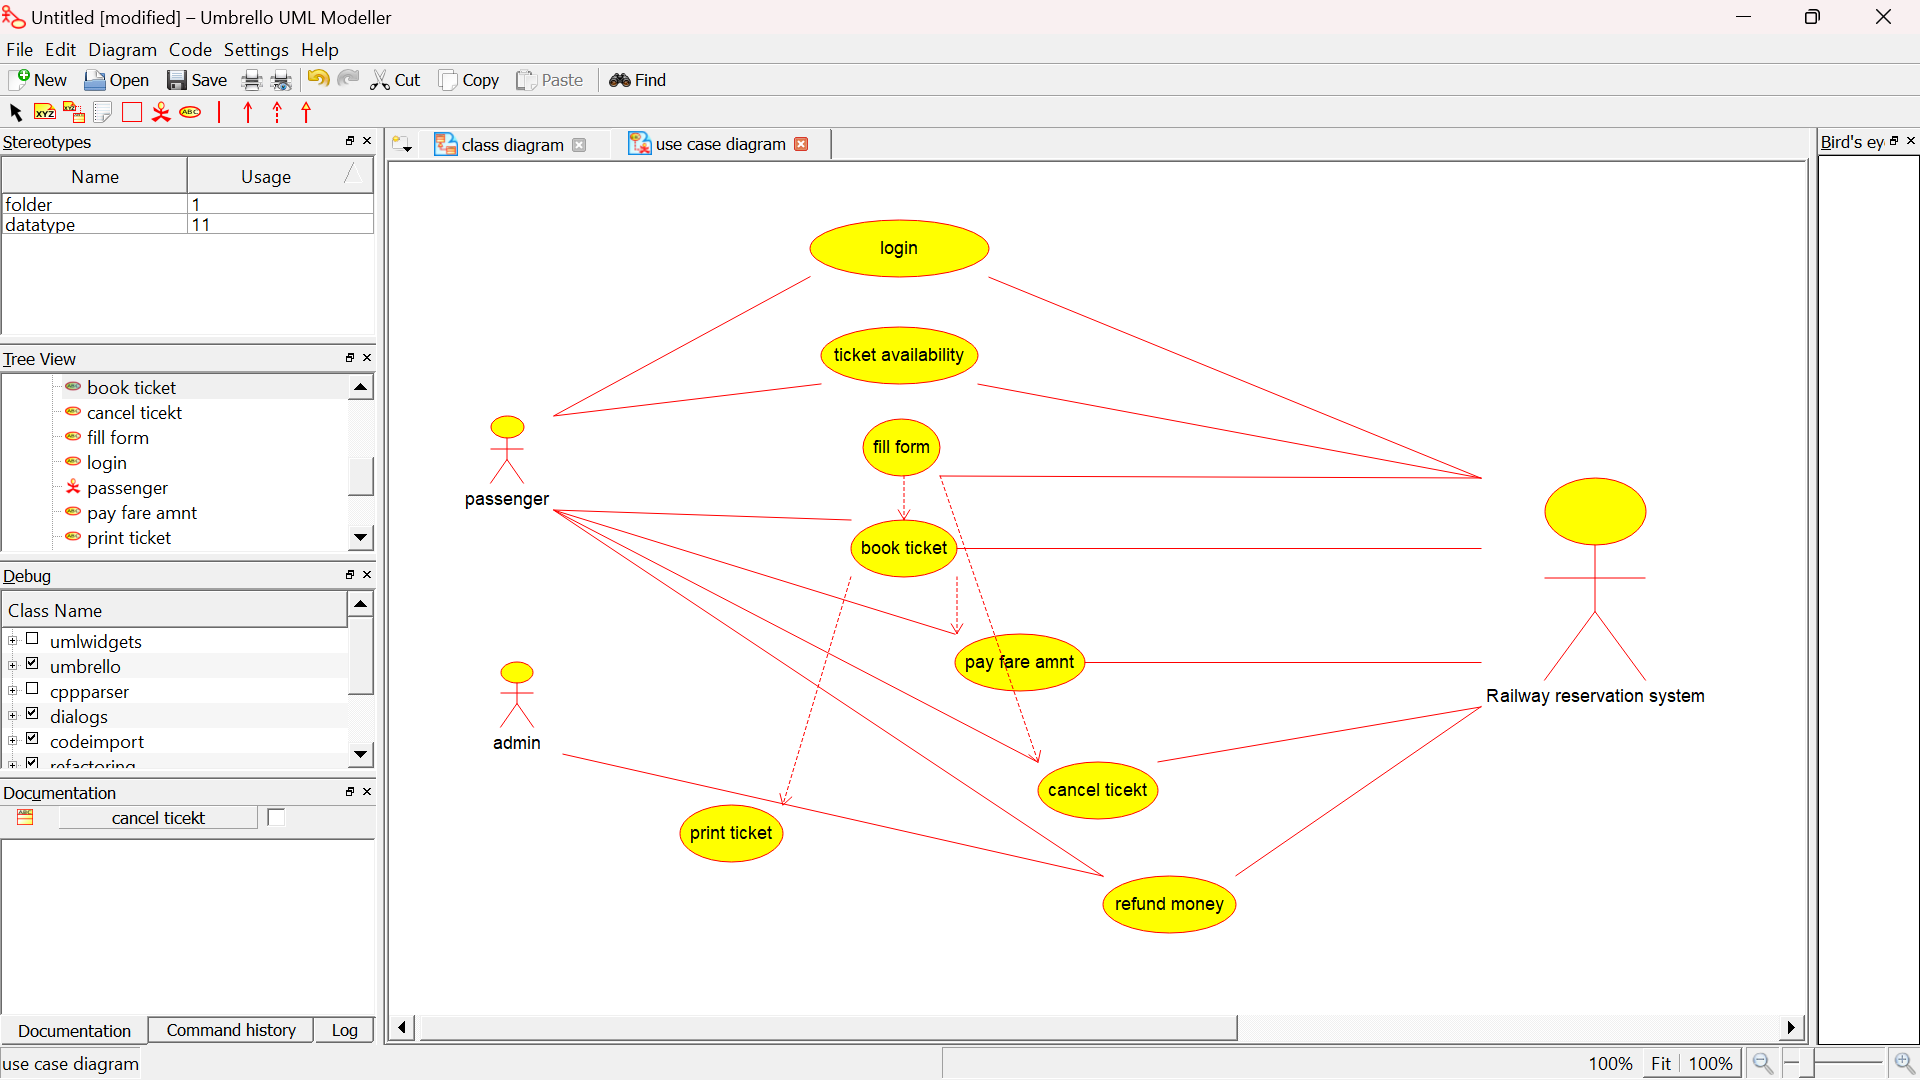 Untitled [modified] – Umbrello UML Modeller
File Edit Diagram Code Settings Help
New Open Save Cut Copy Paste Find
XYZ XYZ ABC
Stereotypes
Name Usage
folder 1
datatype 11
Tree View
book ticket
cancel ticekt
fill form
login
passenger
pay fare amnt
print ticket
Debug
Class Name
umlwidgets
umbrello
cppparser
dialogs
codeimport
refactoring
Documentation
cancel ticekt
Documentation Command history Log
use case diagram
class diagram use case diagram
login
ticket availability
fill form
passenger
book ticket
pay fare amnt
Railway reservation system
admin
cancel ticekt
print ticket
refund money
Bird's ey
100% Fit 100%